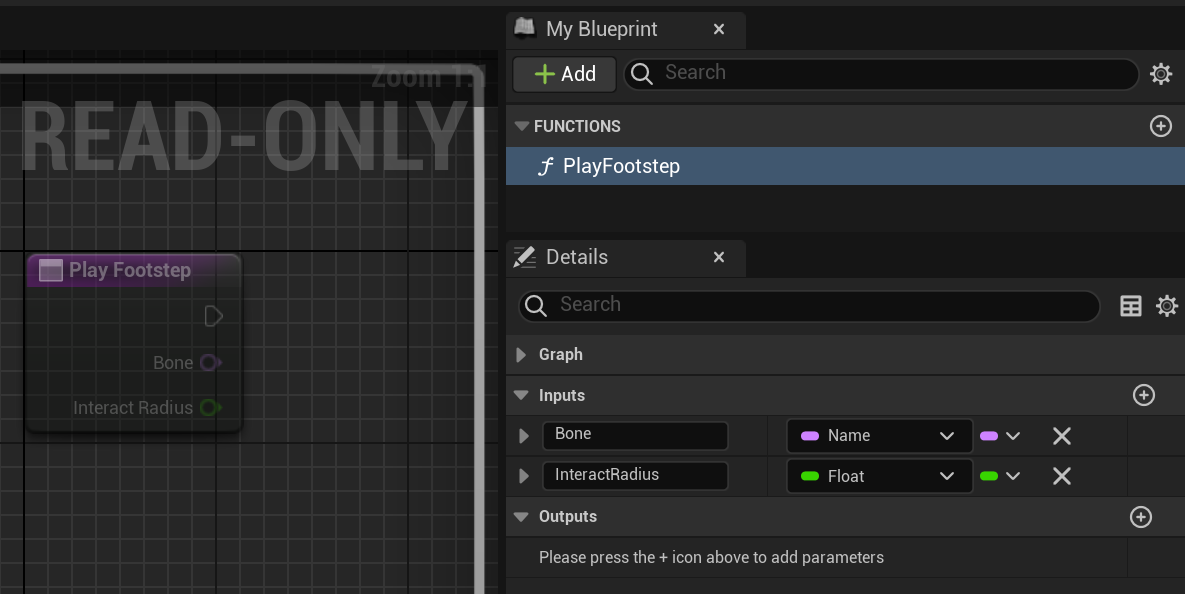 My Blueprint
Zoom 1:1
Add
Search
READ-ONLY
FUNCTIONS
PlayFootstep
Details
Play Footstep
Search
Graph
Bone
Inputs
Interact Radius
Bone
Name
InteractRadius
Float
Outputs
Please press the + icon above to add parameters